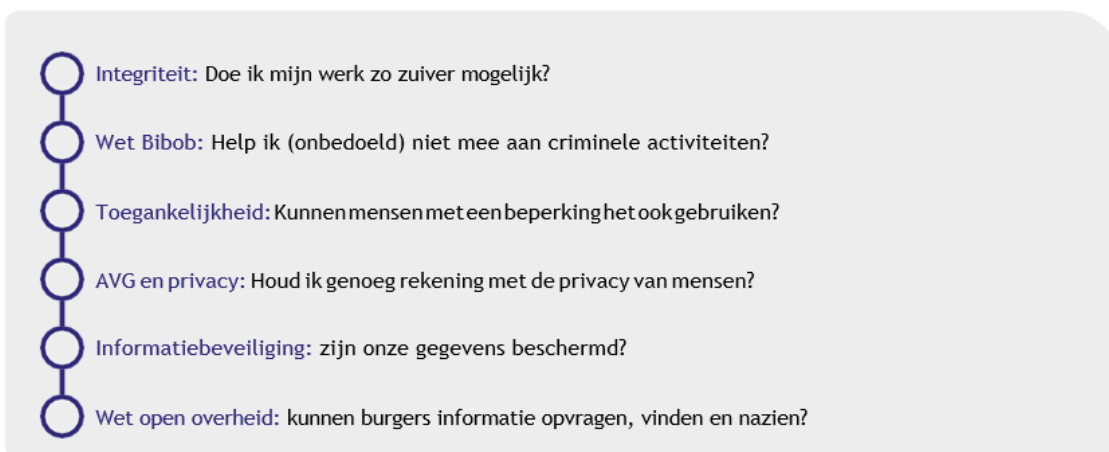 Integriteit: Doe ik mijn werk zo zuiver mogelijk?
Wet Bibob: Help ik (onbedoeld) niet mee aan criminele activiteiten?
Toegankelijkheid: Kunnen mensen met een beperking het ook gebruiken?
AVG en privacy: Houd ik genoeg rekening met de privacy van mensen?
Informatiebeveiliging: zijn onze gegevens beschermd?
Wet open overheid: kunnen burgers informatie opvragen, vinden en nazien?